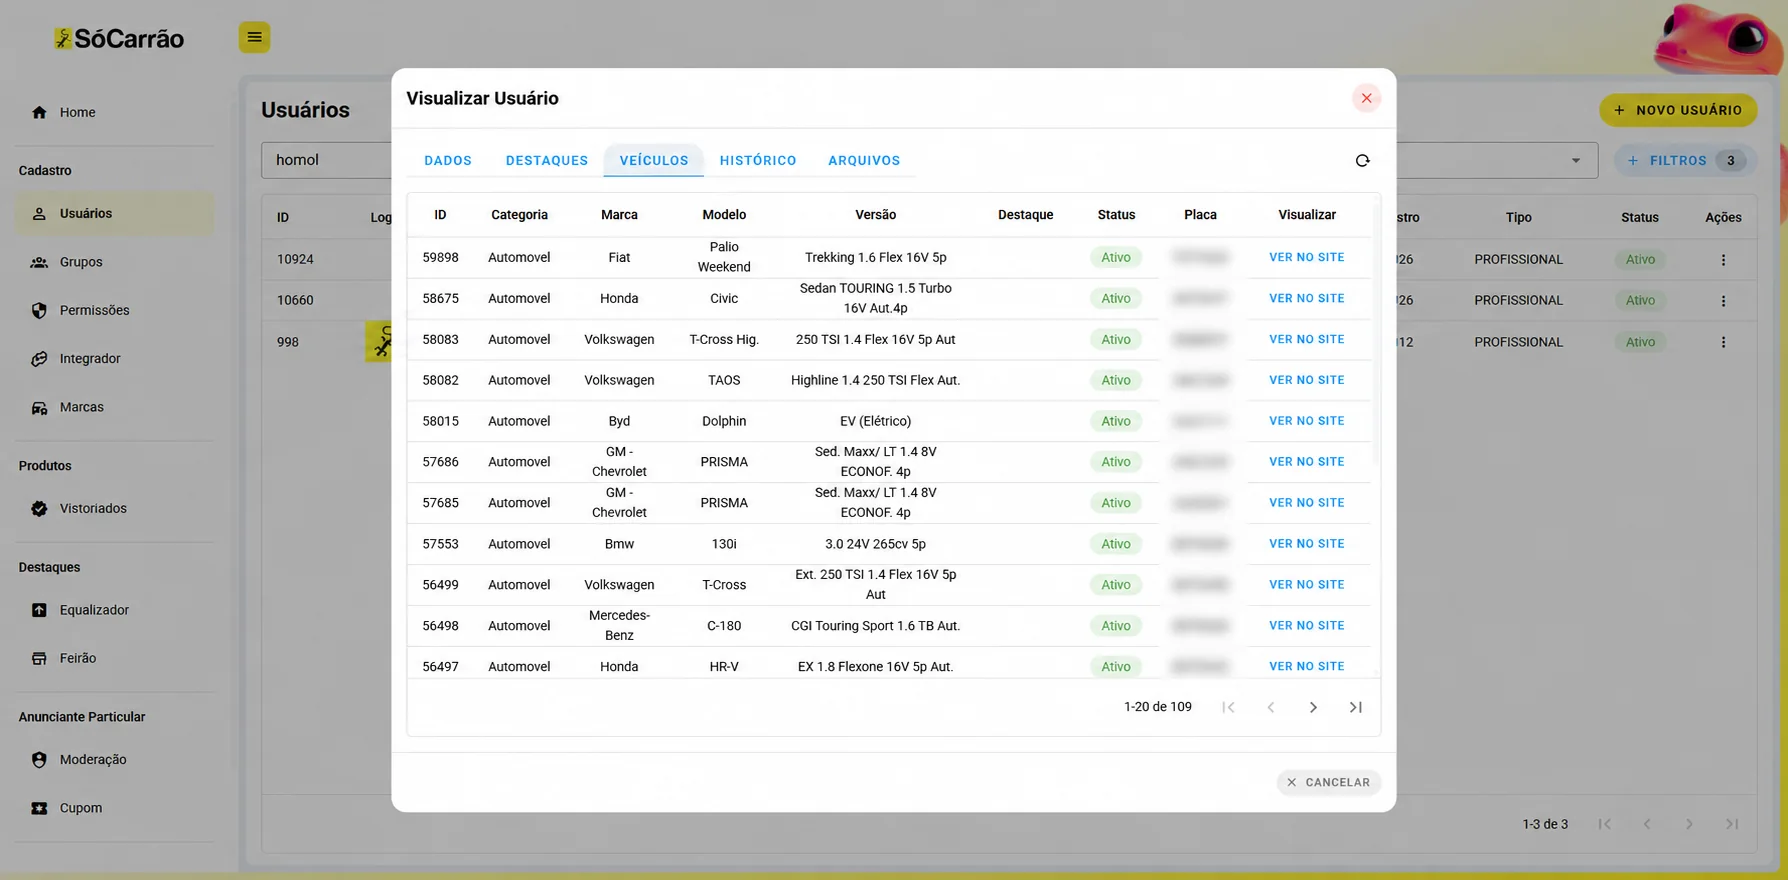 SóCarrão
Home
Cadastro
Usuários
Grupos
Permissões
Integrador
Marcas
Produtos
Vistoriados
Destaques
Equalizador
Feirão
Anunciante Particular
Moderação
Cupom
Usuários
+ NOVO USUÁRIO
homol
+ FILTROS 3
ID Log stro Tipo Status Ações
10924 026 PROFISSIONAL Ativo
10660 026 PROFISSIONAL Ativo
998 012 PROFISSIONAL Ativo
1-3 de 3
Visualizar Usuário
DADOS DESTAQUES VEÍCULOS HISTÓRICO ARQUIVOS
ID Categoria Marca Modelo Versão Destaque Status Placa Visualizar
59898 Automovel Fiat Palio Weekend Trekking 1.6 Flex 16V 5p Ativo VER NO SITE
58675 Automovel Honda Civic Sedan TOURING 1.5 Turbo 16V Aut.4p Ativo VER NO SITE
58083 Automovel Volkswagen T-Cross Hig. 250 TSI 1.4 Flex 16V 5p Aut Ativo VER NO SITE
58082 Automovel Volkswagen TAOS Highline 1.4 250 TSI Flex Aut. Ativo VER NO SITE
58015 Automovel Byd Dolphin EV (Elétrico) Ativo VER NO SITE
57686 Automovel GM - Chevrolet PRISMA Sed. Maxx/ LT 1.4 8V ECONOF. 4p Ativo VER NO SITE
57685 Automovel GM - Chevrolet PRISMA Sed. Maxx/ LT 1.4 8V ECONOF. 4p Ativo VER NO SITE
57553 Automovel Bmw 130i 3.0 24V 265cv 5p Ativo VER NO SITE
56499 Automovel Volkswagen T-Cross Ext. 250 TSI 1.4 Flex 16V 5p Aut Ativo VER NO SITE
56498 Automovel Mercedes-Benz C-180 CGI Touring Sport 1.6 TB Aut. Ativo VER NO SITE
56497 Automovel Honda HR-V EX 1.8 Flexone 16V 5p Aut. Ativo VER NO SITE
1-20 de 109
CANCELAR